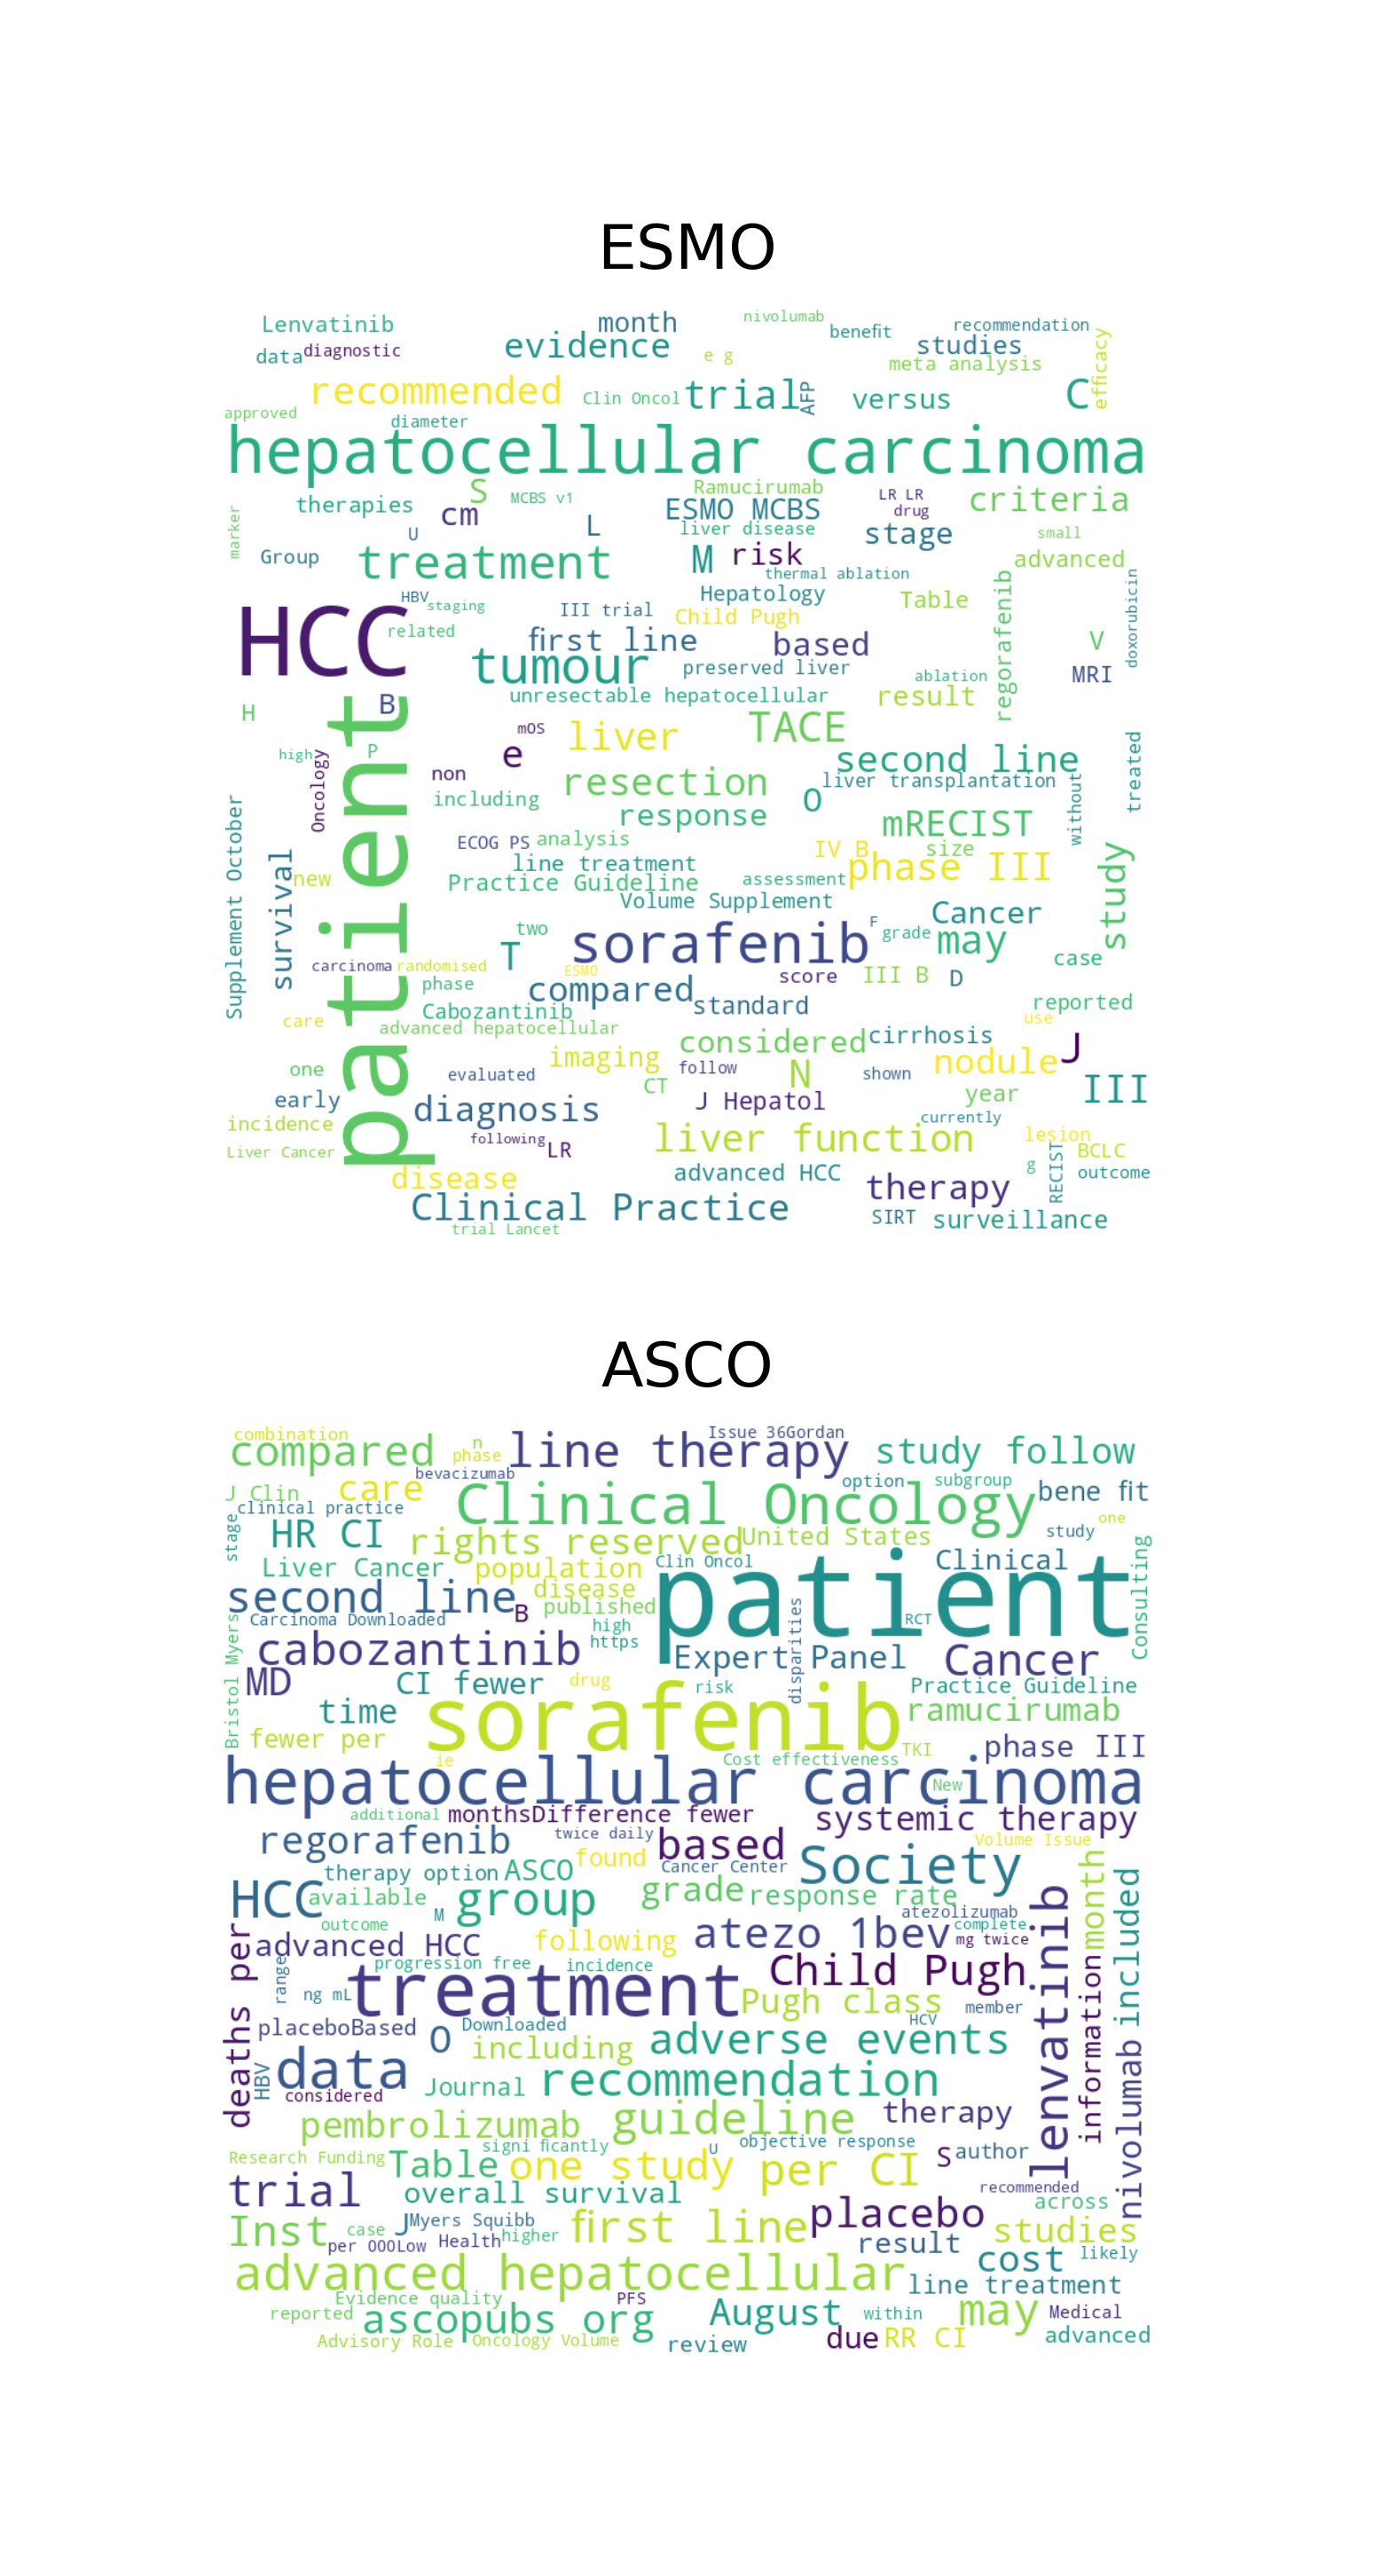 ESMO
Lenvatinib month nivolumab benefit recommendation
data diagnostic evidence e g studies efficacy
meta analysis
recommended Clin Oncol trial AFP versus C
approved diameter
hepatocellular carcinoma
therapies S MCBS v1 Ramucirumab LR LR criteria
marker cm L ESMO MCBS drug
U liver disease stage small
Group treatment M risk advanced
thermal ablation
HBV staging III trial Hepatology Table regorafenib doxorubicin
HCC related Child Pugh
first line based V
tumour preserved liver ablation MRI
B unresectable hepatocellular result
H patient mOS liver TACE
high Oncology P e second line treated
non resection liver transplantation without
Supplement October including response O mRECIST
survival ECOG PS analysis IV B size study
line treatment phase III
new Practice Guideline assessment
Volume Supplement Cancer
two sorafenib F grade may
T case
carcinoma randomised ESMO score III B D
phase compared standard reported
care Cabozantinib use
advanced hepatocellular considered cirrhosis J
imaging nodule
one evaluated follow N shown III
CT year
early diagnosis J Hepatol currently
incidence liver function lesion
following LR RECIST BCLC
Liver Cancer g
disease advanced HCC outcome
therapy
Clinical Practice SIRT surveillance
trial Lancet
ASCO
combination n line therapy Issue 36Gordan
compared phase study follow
bevacizumab option subgroup
J Clin care Clinical Oncology bene fit
clinical practice one
stage HR CI rights reserved United States study
Liver Cancer population Clin Oncol Clinical Consulting
second line disease patient
B published
Carcinoma Downloaded high disparities RCT
Bristol Myers cabozantinib https Expert Panel Cancer
MD CI fewer drug risk Practice Guideline
time sorafenib ramucirumab
fewer per TKI phase III
ie Cost effectiveness
hepatocellular carcinoma
New
additional monthsDifference fewer systemic therapy
regorafenib twice daily based Volume Issue
found Society
therapy option ASCO Cancer Center month
HCC available group grade response rate lenvatinib included
M atezolizumab
outcome atezo 1bev complete
advanced HCC following mg twice
deaths per range progression free incidence Child Pugh
ng mL treatment information
Pugh class member
placeboBased O Downloaded HCV
including adverse events nivolumab
HBV data
considered Journal recommendation
pembrolizumab guideline therapy
signi ficantly U objective response
Research Funding Table one study per CI S author
trial recommended
overall survival across
Inst case J Myers Squibb first line placebo studies
per 000Low Health higher result
cost likely
advanced hepatocellular line treatment
Evidence quality PFS
reported ascopubs org August within may Medical
Advisory Role Oncology Volume review due RR CI advanced